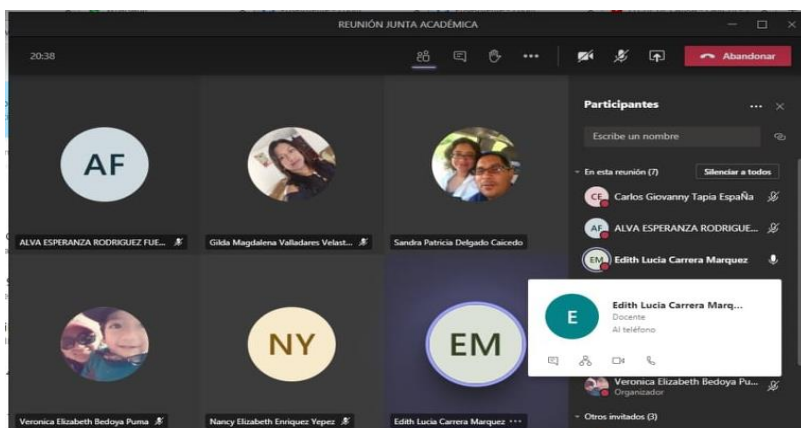 REUNIÓN JUNTA ACADÉMICA
20:38
Abandonar
Participantes
Escribe un nombre
En esta reunión (7)
Silenciar a todos
CE Carlos Giovanny Tapia EspaÑa
AF ALVA ESPERANZA RODRIGUE...
EM Edith Lucia Carrera Marquez
E
Edith Lucia Carrera Marq...
Docente
Al teléfono
Veronica Elizabeth Bedoya Pu...
Organizador
Otros invitados (3)
AF
ALVA ESPERANZA RODRIGUEZ FUE...
Gilda Magdalena Valladares Velast...
Sandra Patricia Delgado Caicedo
Veronica Elizabeth Bedoya Puma
NY
Nancy Elizabeth Enriquez Yepez
EM
Edith Lucia Carrera Marquez